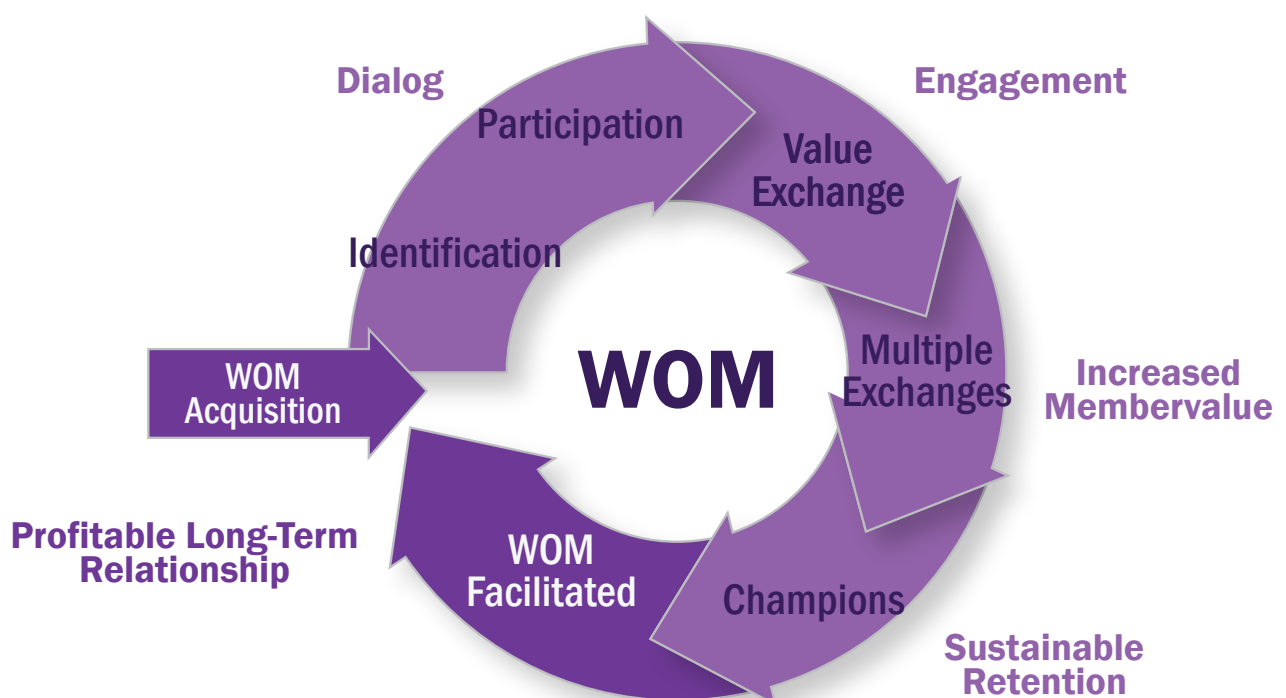 Dialog
Engagement
Participation
Value
Exchange
Identification
WOM
Multiple
Exchanges
Increased
Membervalue
WOM
Acquisition
Profitable Long-Term
Relationship
WOM
Facilitated
Champions
Sustainable
Retention